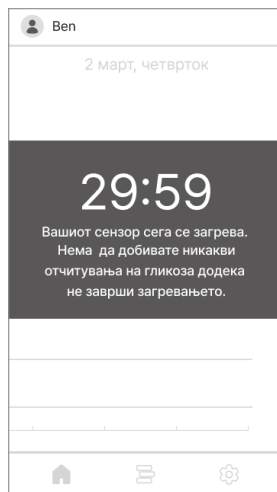 Ben
2 март, четврток
29:59
Вашиот сензор сега се загрева.
Нема да добивате никакви
отчитувања на гликоза додека
не заврши загревањето.